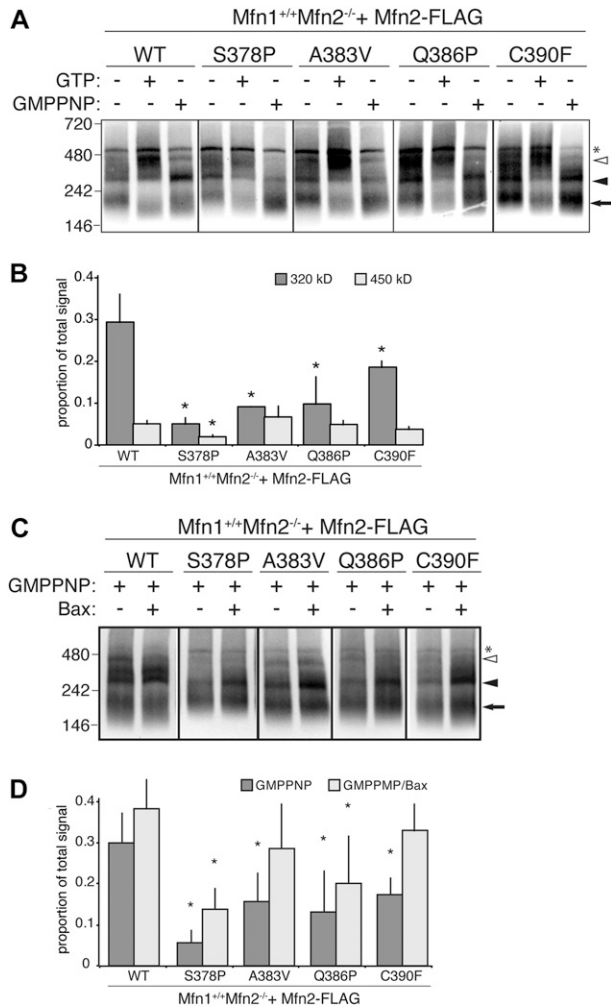 A
Mfn1+/+Mfn2-/-+ Mfn2-FLAG
WT S378P A383V Q386P C390F
GTP: - + - - + - - + - - + - - + -
GMPPNP: - - + - - + - - + - - + - - +
720
480
242
146
*
B
320 kD 450 kD
proportion of total signal
0.4
0.3
0.2
0.1
0
* * * * *
WT S378P A383V Q386P C390F
Mfn1+/+Mfn2-/-+ Mfn2-FLAG
C
Mfn1+/+Mfn2-/-+ Mfn2-FLAG
WT S378P A383V Q386P C390F
GMPPNP: + + + + + + + + + +
Bax: - + - + - + - + - +
480
242
146
*
D
GMPPNP GMPPMP/Bax
proportion of total signal
0.4
0.3
0.2
0.1
0
* * * * * *
WT S378P A383V Q386P C390F
Mfn1+/+Mfn2-/-+ Mfn2-FLAG